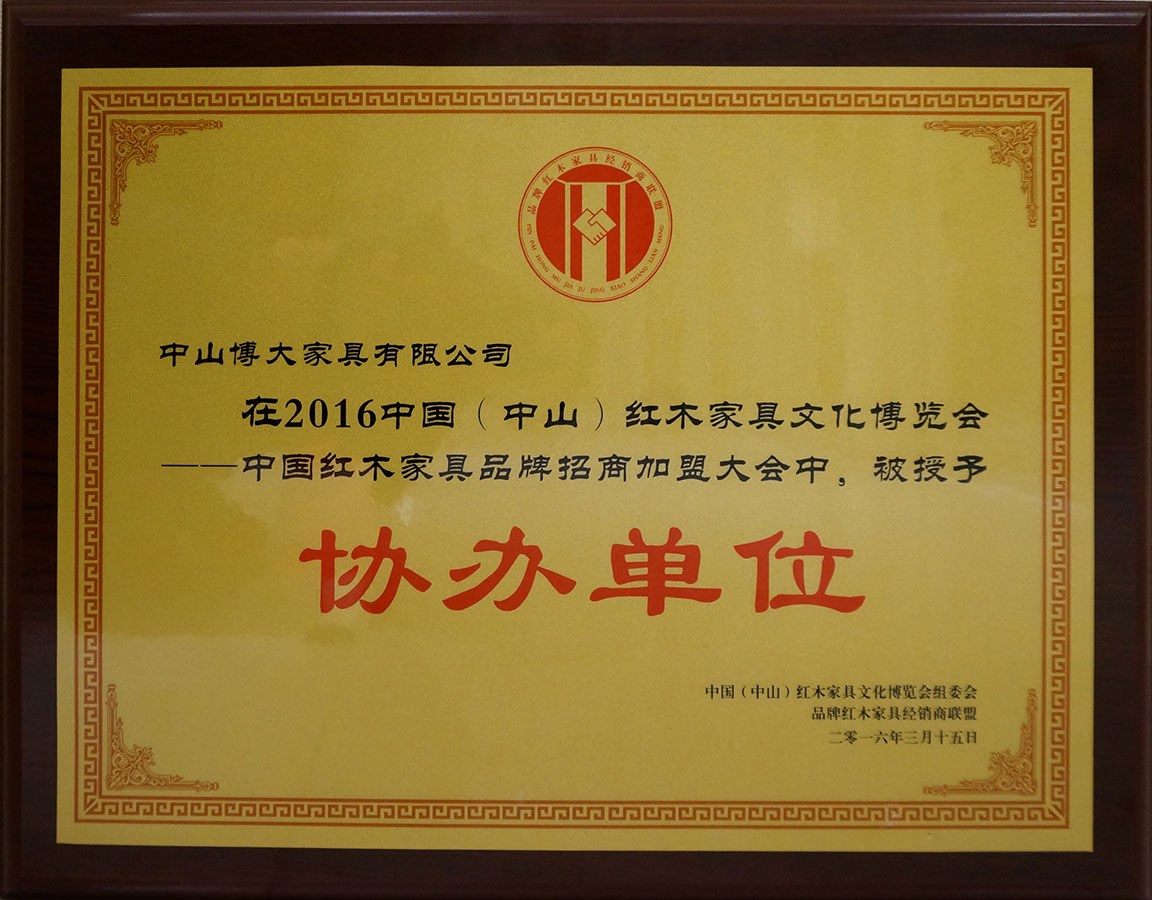 品牌红木家具经销商联盟
PIN PAI HONG MU JIA JU JING XIAO SHANG LIAN MENG
中山博大家具有限公司
在2016中国（中山）红木家具文化博览会
——中国红木家具品牌招商加盟大会中，被授予
协办单位
中国（中山）红木家具文化博览会组委会
品牌红木家具经销商联盟
二零一六年三月十五日